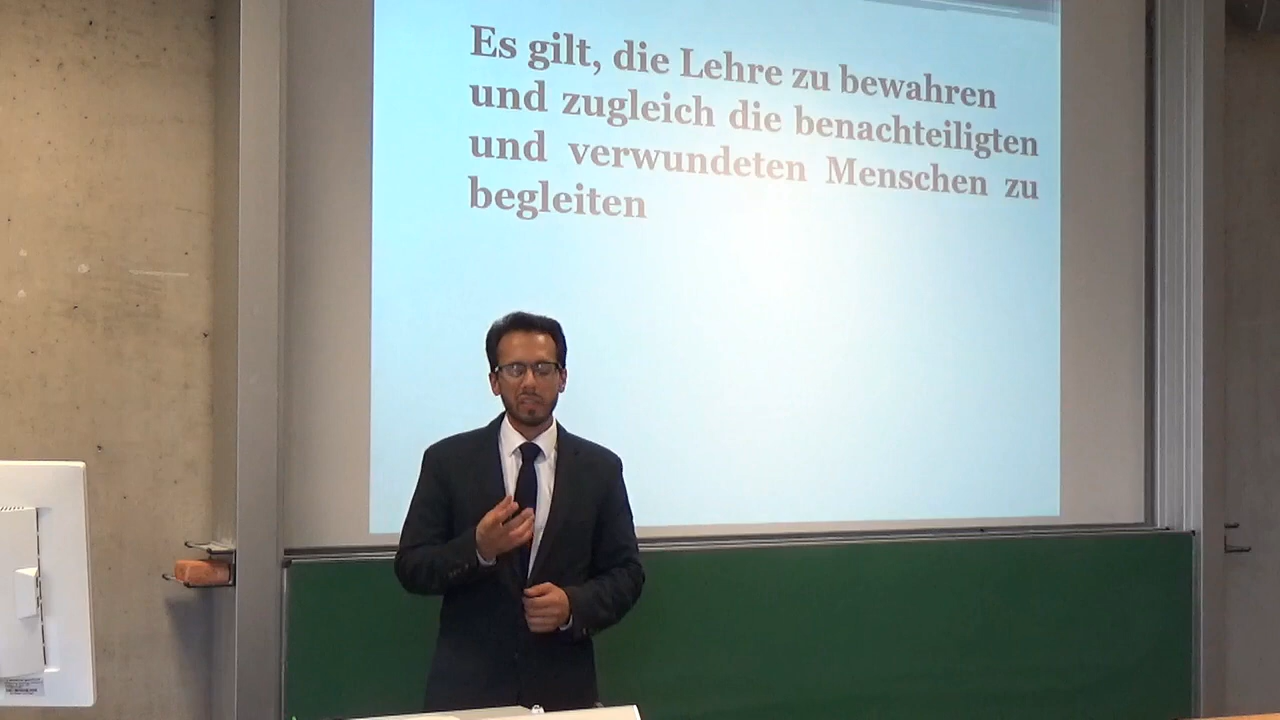 Es gilt, die Lehre zu bewahren
und zugleich die benachteiligten
und verwundeten Menschen zu
begleiten